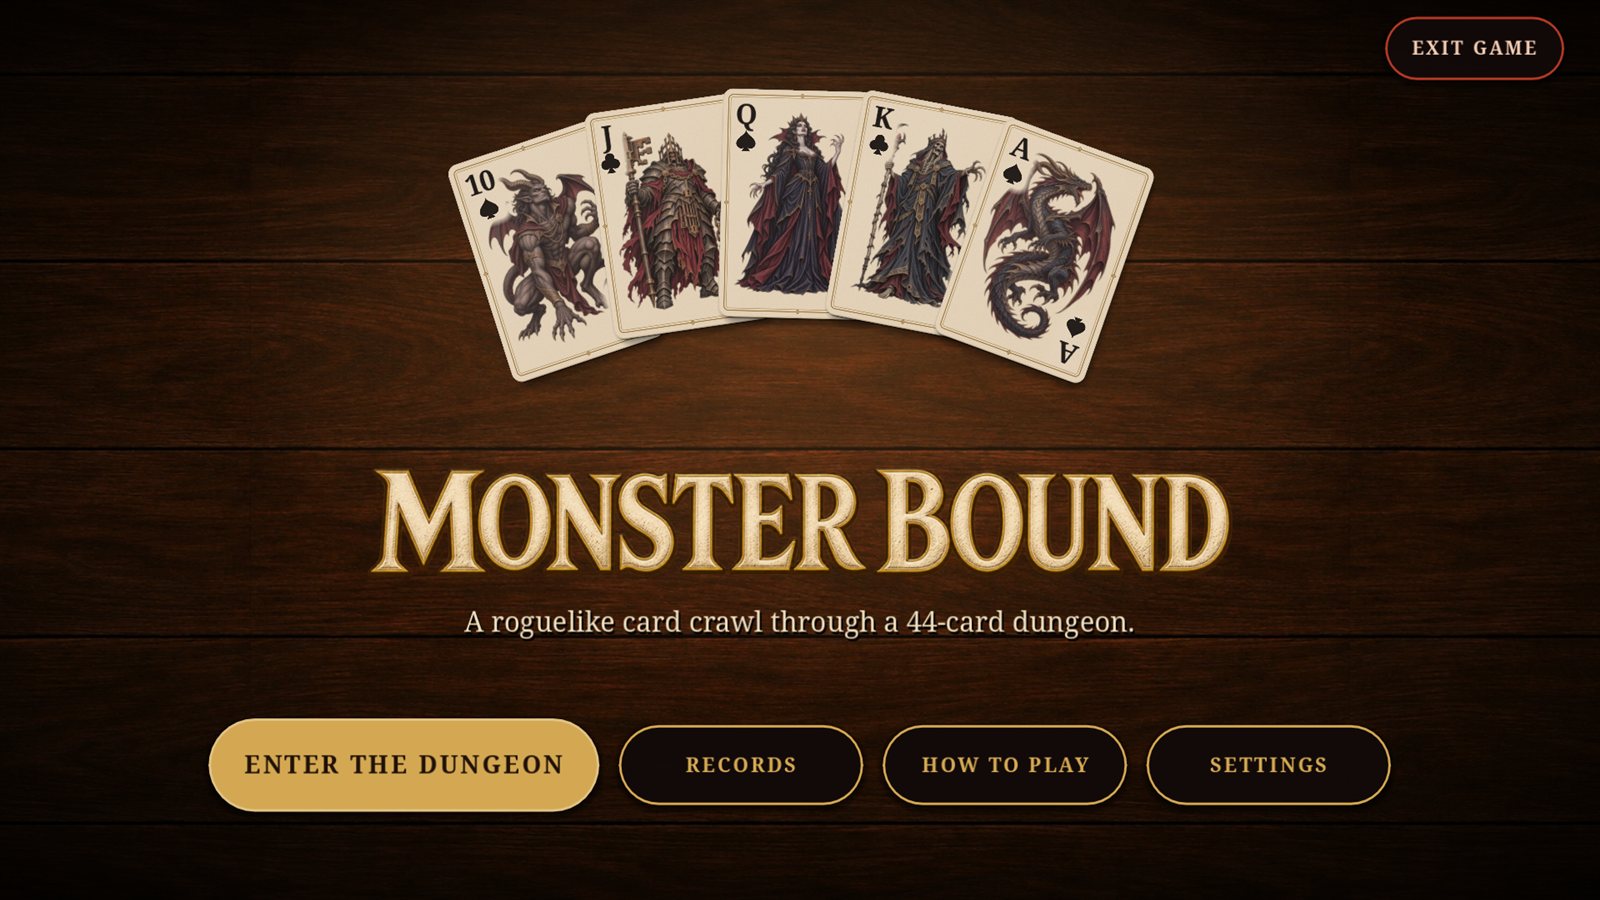 EXIT GAME
10
J
Q
K
A
A
MONSTER BOUND
A roguelike card crawl through a 44-card dungeon.
ENTER THE DUNGEON
RECORDS
HOW TO PLAY
SETTINGS